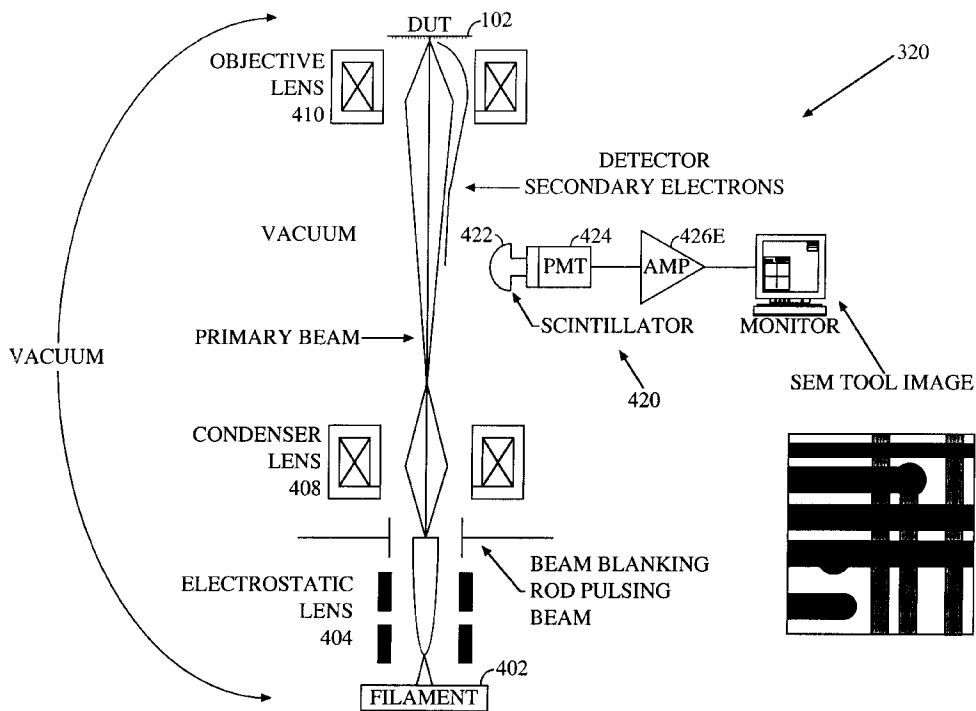 DUT
102
OBJECTIVE
LENS
410
320
DETECTOR
SECONDARY ELECTRONS
VACUUM
422
424
426E
PMT
AMP
SCINTILLATOR
MONITOR
PRIMARY BEAM
VACUUM
420
SEM TOOL IMAGE
CONDENSER
LENS
408
BEAM BLANKING
ROD PULSING
BEAM
ELECTROSTATIC
LENS
404
402
FILAMENT